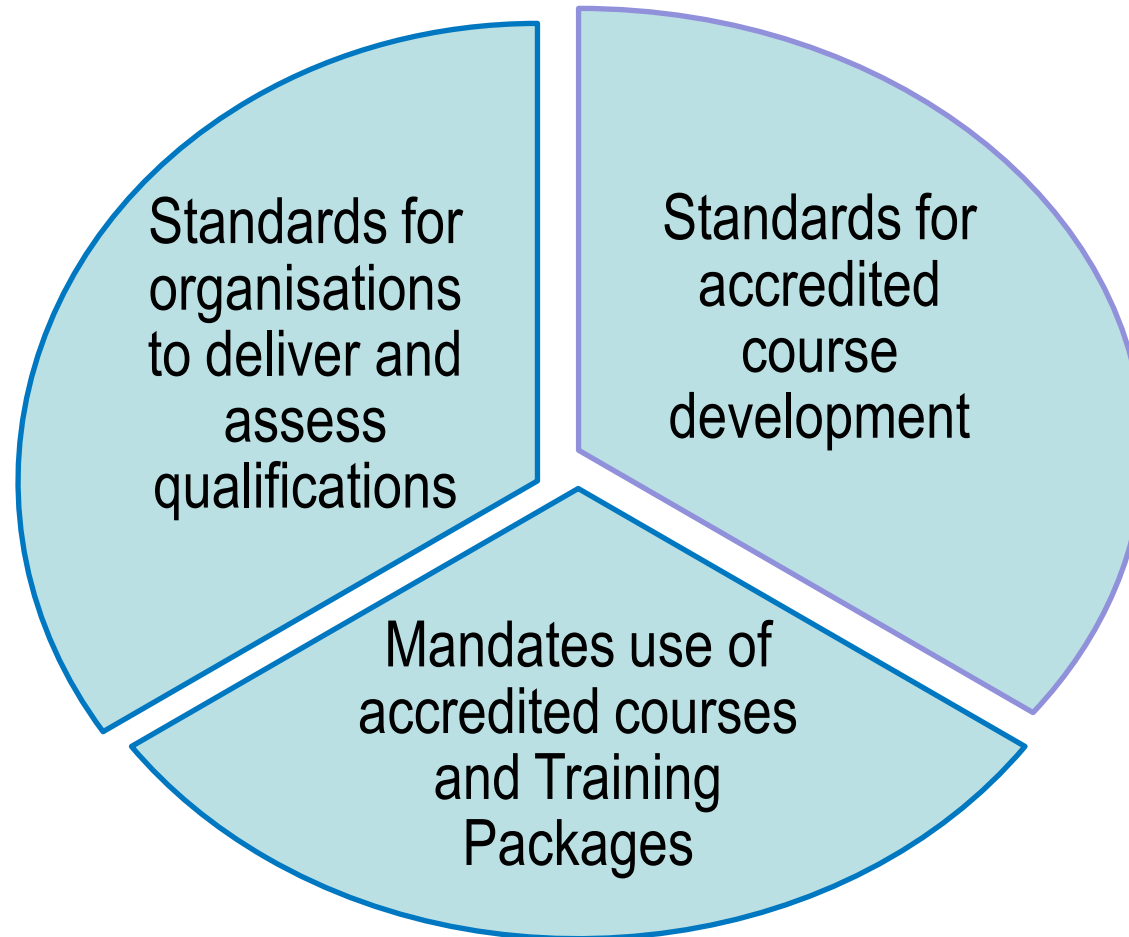 Standards for
organisations
to deliver and
assess
qualifications
Standards for
accredited
course
development
Mandates use of
accredited courses
and Training
Packages